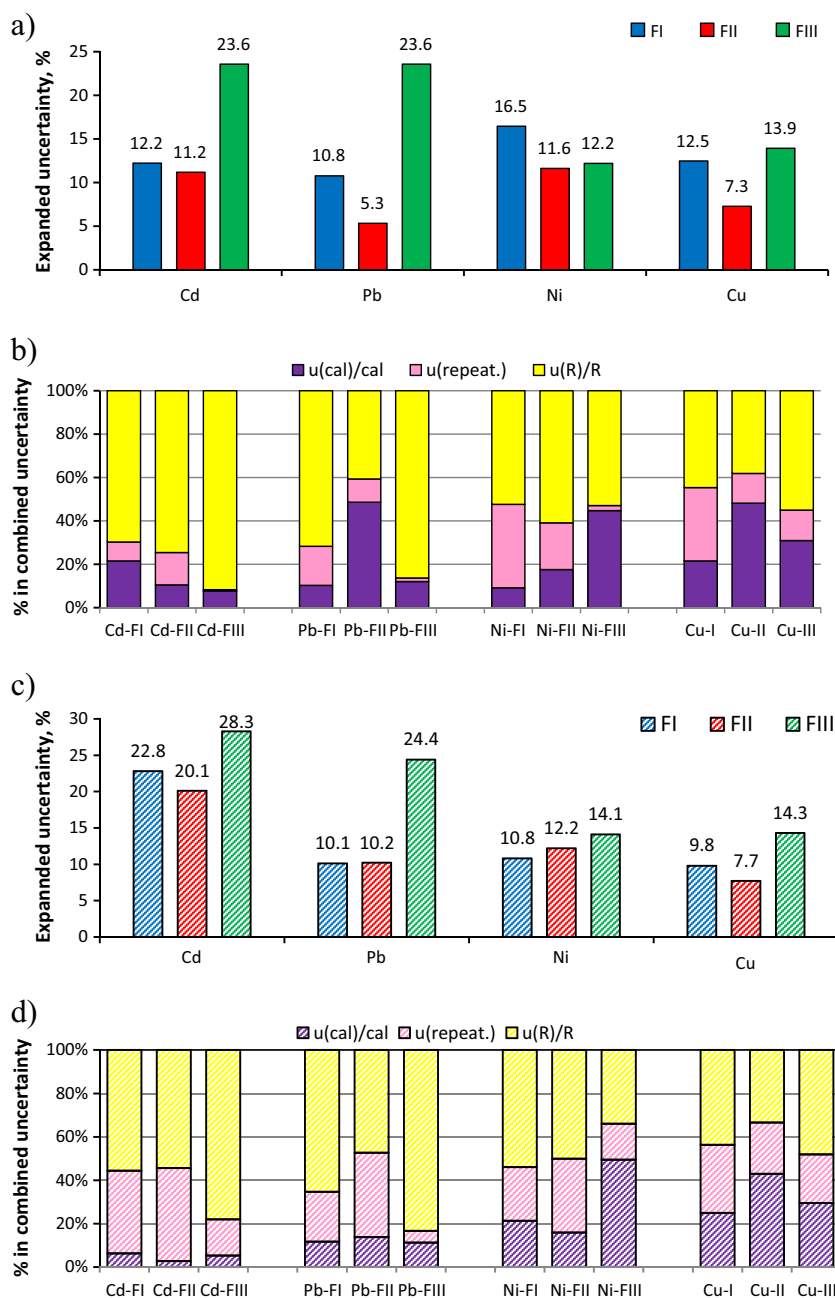 a)
FI FII FIII
Expanded uncertainty, %
25
20
15
10
5
0
12.2 11.2 23.6 10.8 5.3 23.6 16.5 11.6 12.2 12.5 7.3 13.9
Cd Pb Ni Cu
b)
u(cal)/cal u(repeat.) u(R)/R
% in combined uncertainty
100%
80%
60%
40%
20%
0%
Cd-FI Cd-FII Cd-FIII Pb-FI Pb-FII Pb-FIII Ni-FI Ni-FII Ni-FIII Cu-I Cu-II Cu-III
c)
FI FII FIII
Expannded uncertainty, %
30
25
20
15
10
5
0
22.8 20.1 28.3 10.1 10.2 24.4 10.8 12.2 14.1 9.8 7.7 14.3
Cd Pb Ni Cu
d)
u(cal)/cal u(repeat.) u(R)/R
% in combined uncertainty
100%
80%
60%
40%
20%
0%
Cd-FI Cd-FII Cd-FIII Pb-FI Pb-FII Pb-FIII Ni-FI Ni-FII Ni-FIII Cu-I Cu-II Cu-III